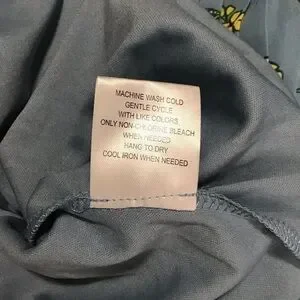 MACHINE WASH COLD
GENTLE CYCLE
WITH LIKE COLORS,
ONLY NON-CHLORINE BLEACH
WHEN NEEDED
HANG TO DRY
COOL IRON WHEN NEEDED